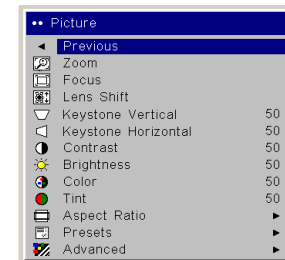 •• Picture
◄ Previous
Zoom
Focus
Lens Shift
Keystone Vertical 50
Keystone Horizontal 50
Contrast 50
Brightness 50
Color 50
Tint 50
Aspect Ratio ►
Presets ►
Advanced ►